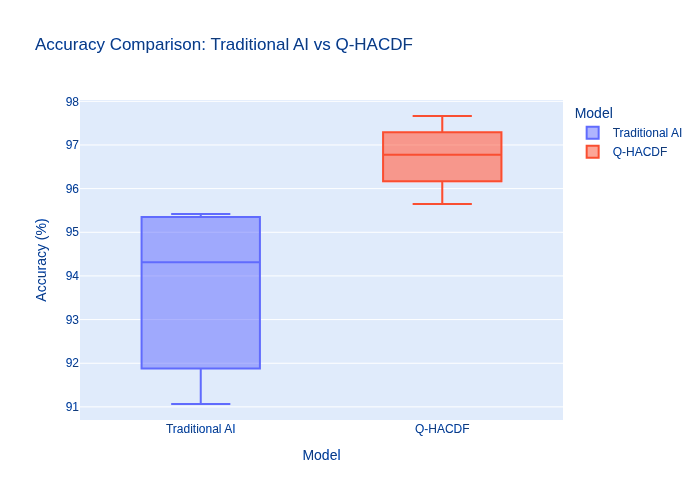 Accuracy Comparison: Traditional AI vs Q-HACDF
Model
Traditional AI
Q-HACDF
98
97
96
95
94
93
92
91
Accuracy (%)
Traditional AI
Q-HACDF
Model